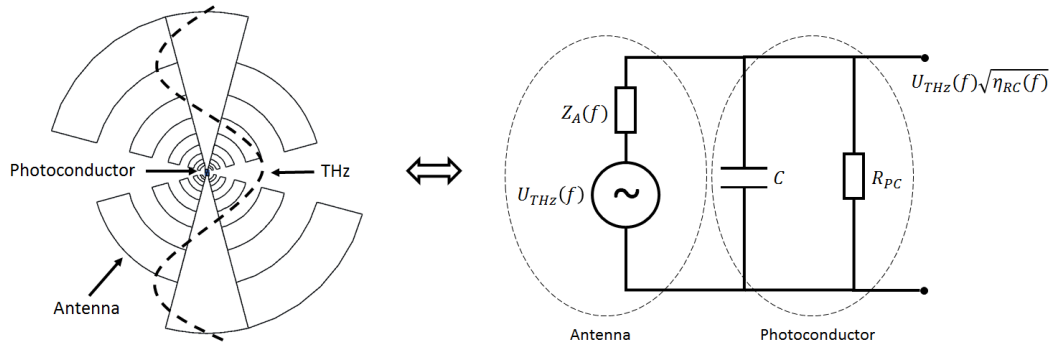 Photoconductor
THz
Antenna
Z_A(f)
U_THz(f)
C
R_PC
U_THz(f)√η_RC(f)
Antenna
Photoconductor